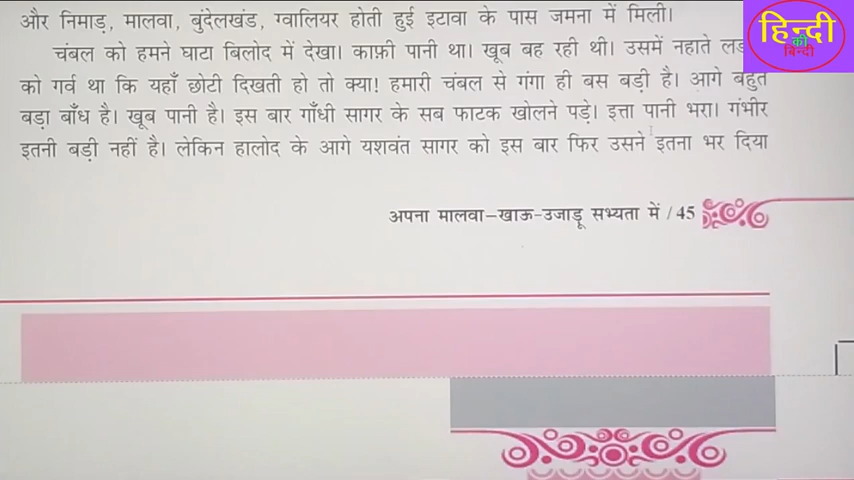 हिन्दी
की
बिन्दी
और निमाड़, मालवा, बुंदेलखंड, ग्वालियर होती हुई इटावा के पास जमना में मिली।
चंबल को हमने घाटा बिलोद में देखा। काफ़ी पानी था। खूब बह रही थी। उसमें नहाते
को गर्व था कि यहाँ छोटी दिखती हो तो क्या! हमारी चंबल से गंगा ही बस बड़ी है। आगे बहुत
बड़ा बाँध है। खूब पानी है। इस बार गाँधी सागर के सब फाटक खोलने पड़े। इत्ता पानी भरा। गंभीर
इतनी बड़ी नहीं है। लेकिन हालोद के आगे यशवंत सागर को इस बार फिर उसने इतना भर दिया
अपना मालवा-खाऊ-उजाड़ू सभ्यता में / 45